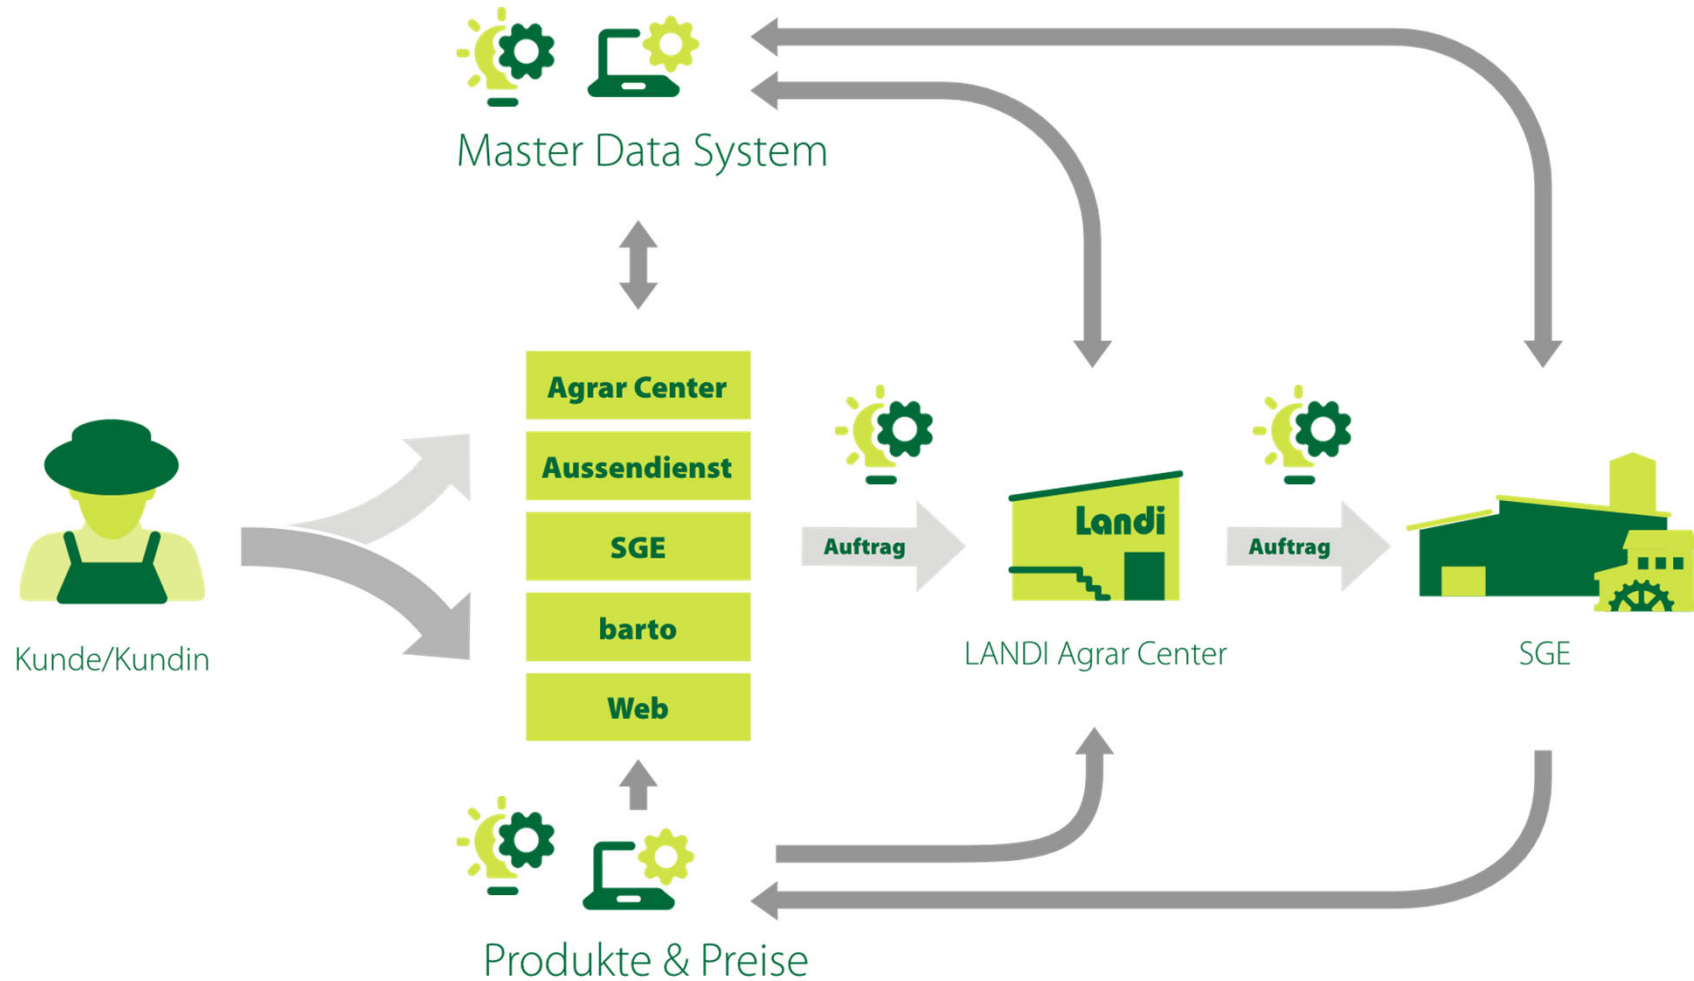 Master Data System
Agrar Center
Aussendienst
SGE
barto
Web
Auftrag
Landi
Auftrag
Kunde/Kundin
LANDI Agrar Center
SGE
Produkte & Preise